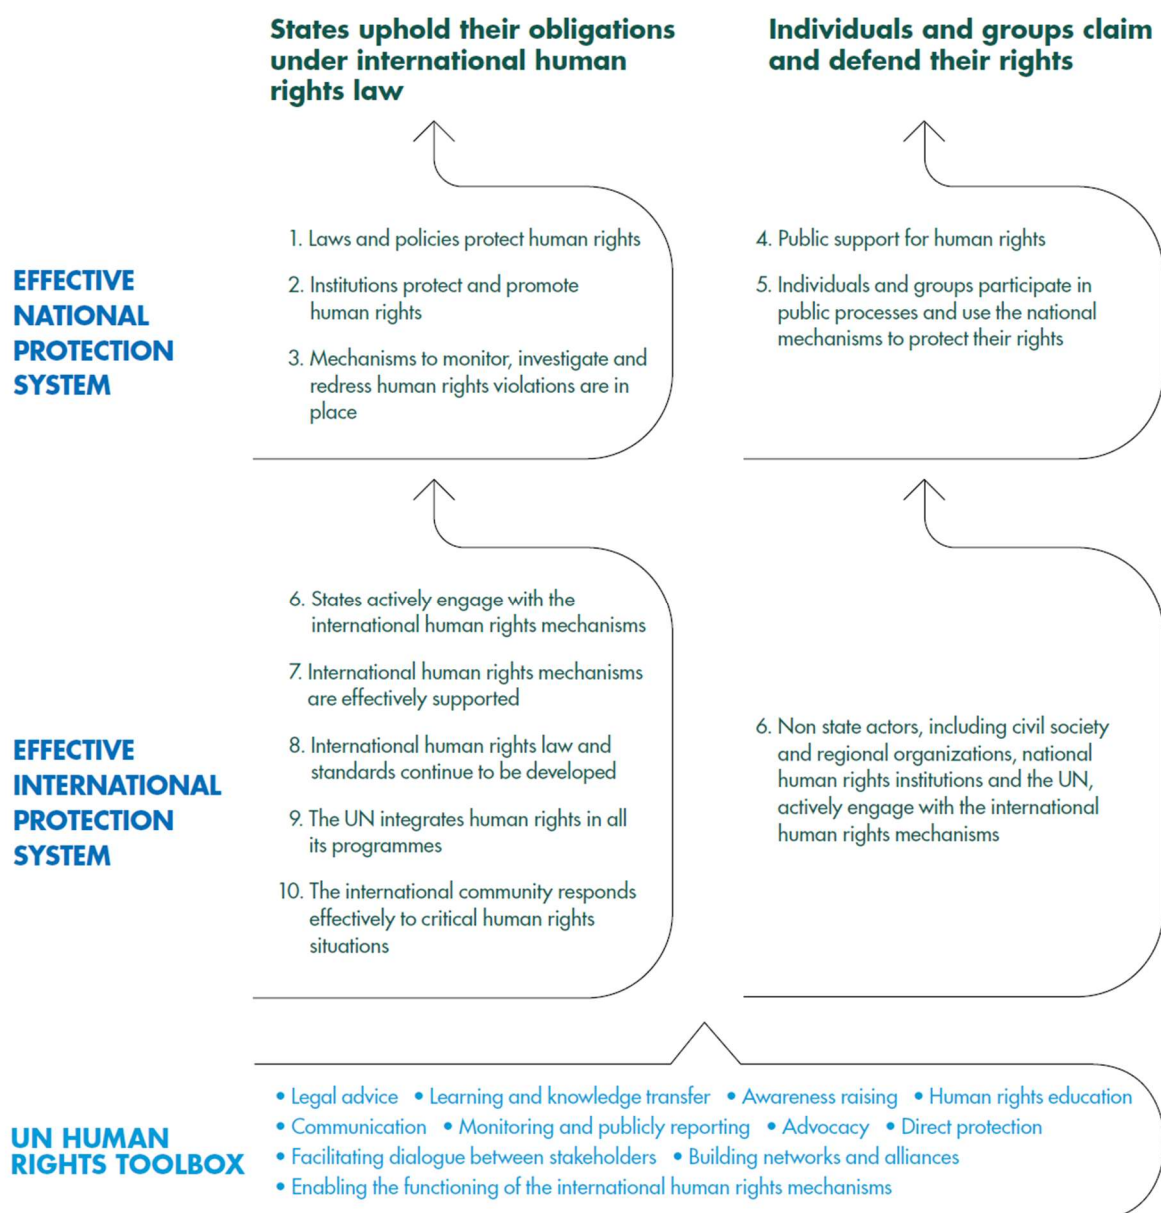 States uphold their obligations
under international human
rights law
Individuals and groups claim
and defend their rights
EFFECTIVE
NATIONAL
PROTECTION
SYSTEM
1. Laws and policies protect human rights
2. Institutions protect and promote
human rights
3. Mechanisms to monitor, investigate and
redress human rights violations are in
place
4. Public support for human rights
5. Individuals and groups participate in
public processes and use the national
mechanisms to protect their rights
EFFECTIVE
INTERNATIONAL
PROTECTION
SYSTEM
6. States actively engage with the
international human rights mechanisms
7. International human rights mechanisms
are effectively supported
8. International human rights law and
standards continue to be developed
9. The UN integrates human rights in all
its programmes
10. The international community responds
effectively to critical human rights
situations
6. Non state actors, including civil society
and regional organizations, national
human rights institutions and the UN,
actively engage with the international
human rights mechanisms
UN HUMAN
RIGHTS TOOLBOX
• Legal advice • Learning and knowledge transfer • Awareness raising • Human rights education
• Communication • Monitoring and publicly reporting • Advocacy • Direct protection
• Facilitating dialogue between stakeholders • Building networks and alliances
• Enabling the functioning of the international human rights mechanisms